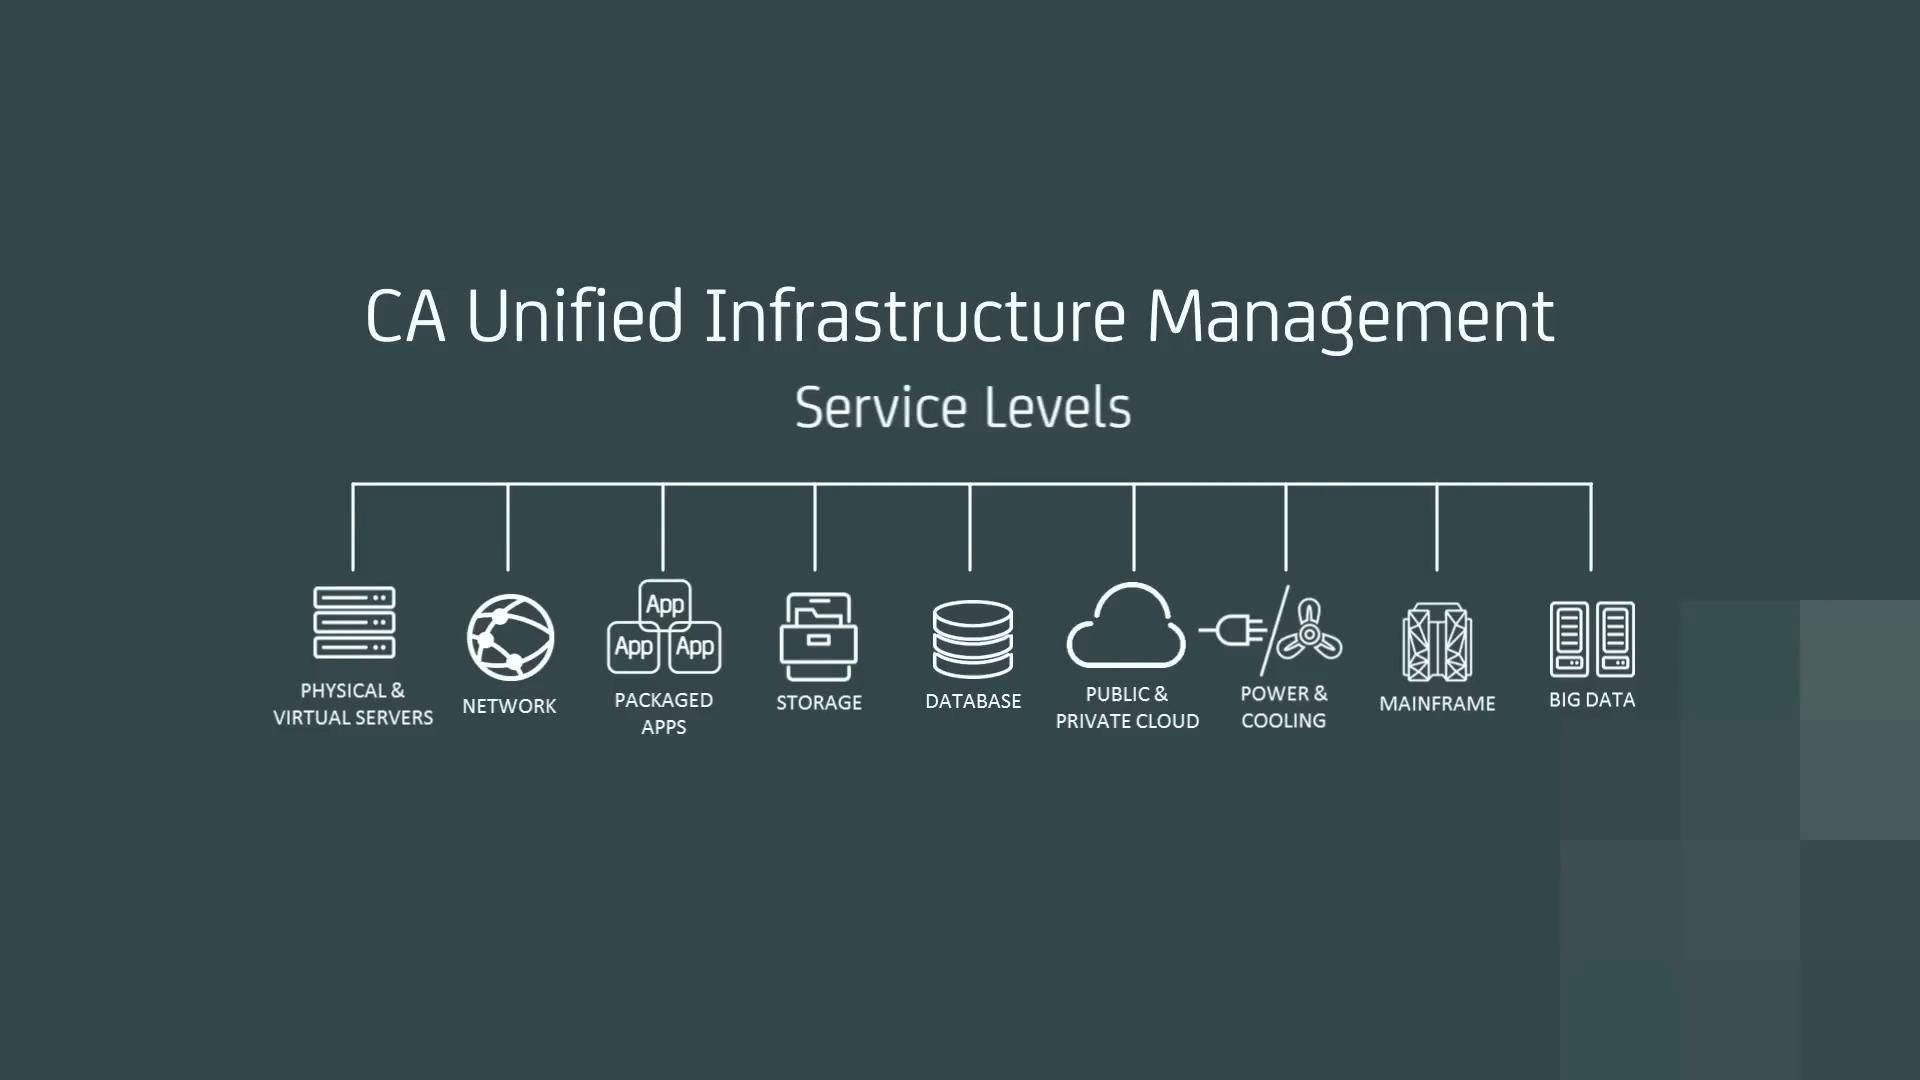 CA Unified Infrastructure Management
Service Levels
App
App
App
PHYSICAL &
VIRTUAL SERVERS
NETWORK
PACKAGED
APPS
STORAGE
DATABASE
PUBLIC &
PRIVATE CLOUD
POWER &
COOLING
MAINFRAME
BIG DATA